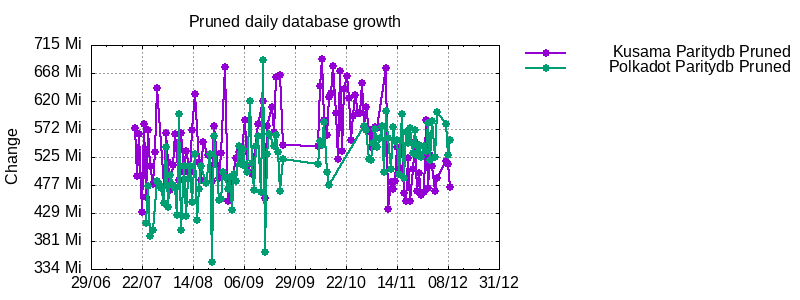 Pruned daily database growth
Kusama Paritydb Pruned
Polkadot Paritydb Pruned
Change
715 Mi
668 Mi
620 Mi
572 Mi
525 Mi
477 Mi
429 Mi
381 Mi
334 Mi
29/06 22/07 14/08 06/09 29/09 22/10 14/11 08/12 31/12